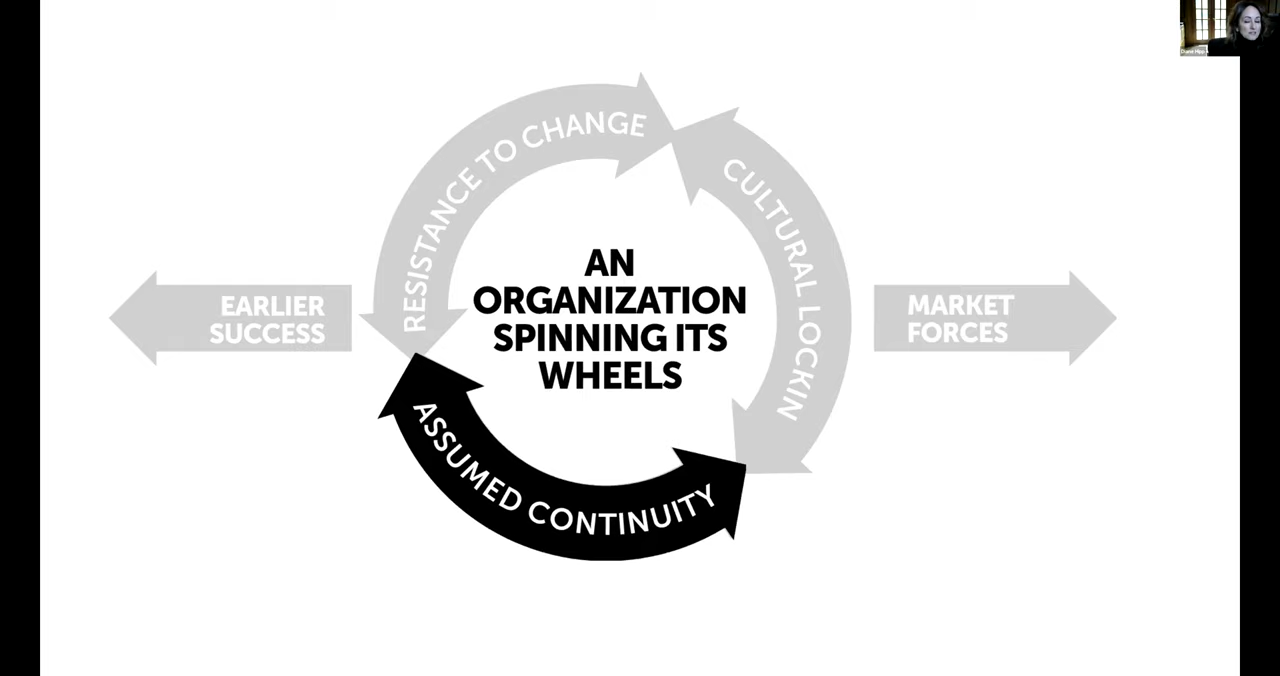 RESISTANCE TO CHANGE
CULTURAL LOCKIN
AN
ORGANIZATION
SPINNING ITS
WHEELS
EARLIER
SUCCESS
MARKET
FORCES
ASSUMED CONTINUITY